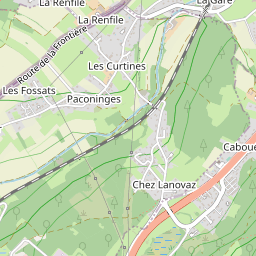 La Renfile
La Gare
La Renfile
Route de la Frontière
Les Curtines
Les Fossats
Paconinges
Chez Lanovaz